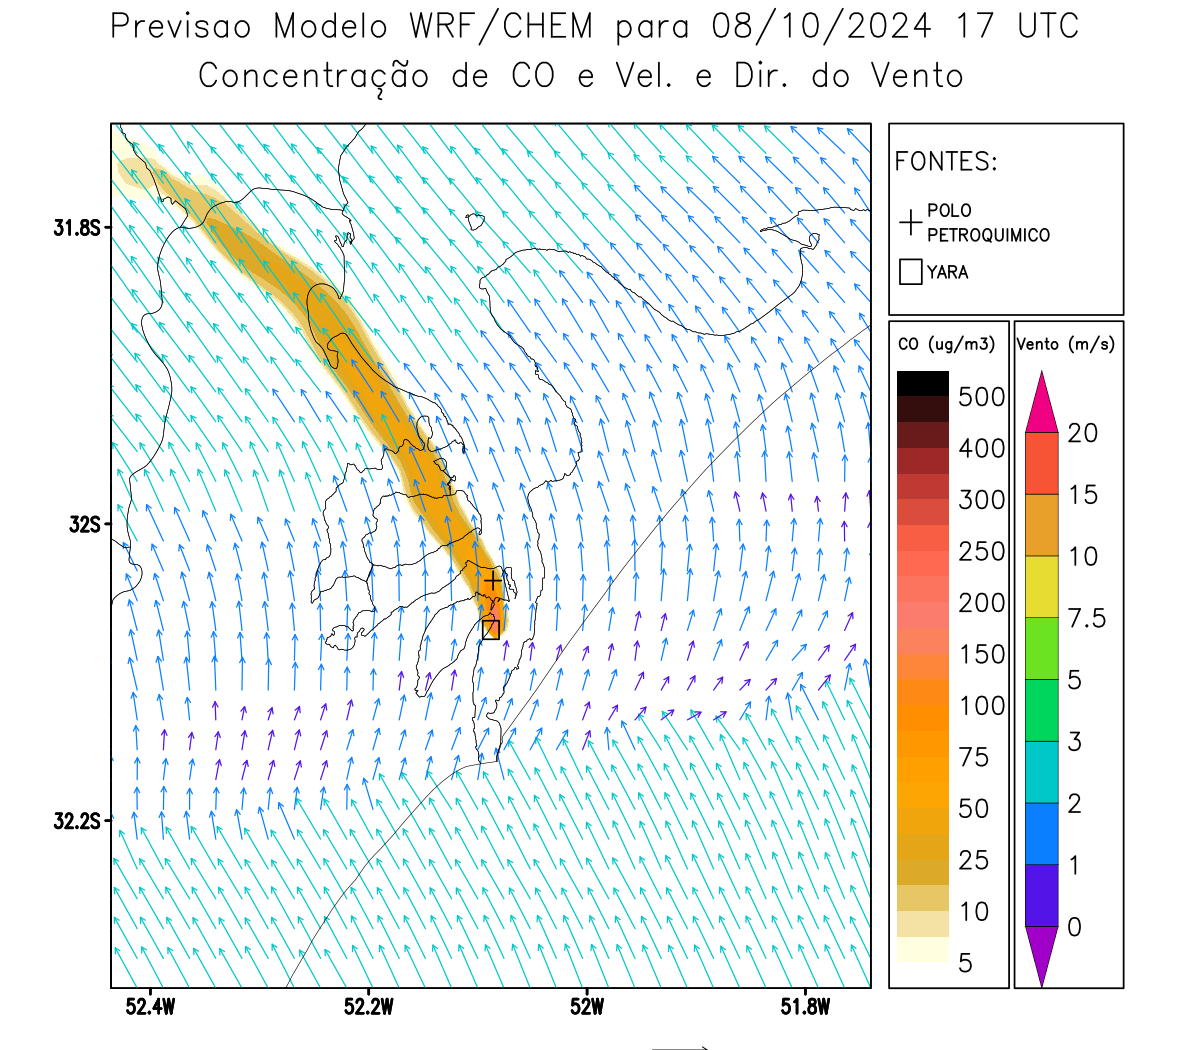 Previsao Modelo WRF/CHEM para 08/10/2024 17 UTC
Concentração de CO e Vel. e Dir. do Vento
FONTES:
POLO
PETROQUIMICO
YARA
CO (ug/m3)
500
400
300
250
200
150
100
75
50
25
10
5
Vento (m/s)
20
15
10
7.5
5
3
2
1
0
31.8S
32S
32.2S
52.4W
52.2W
52W
51.8W